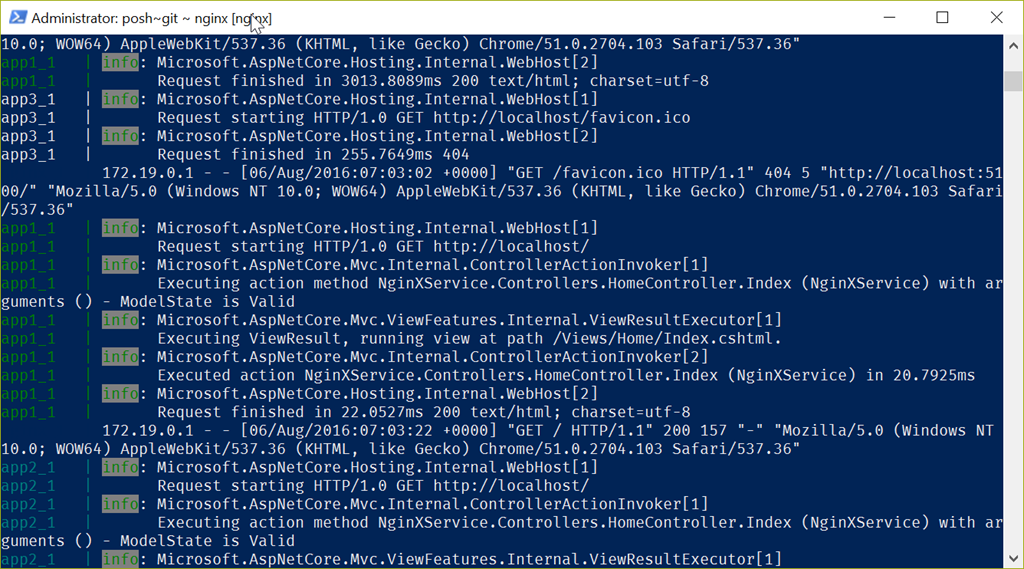 Administrator: posh~git ~ nginx [nginx]
10.0; WOW64) AppleWebKit/537.36 (KHTML, like Gecko) Chrome/51.0.2704.103 Safari/537.36"
app1_1   | info: Microsoft.AspNetCore.Hosting.Internal.WebHost[2]
app1_1   |       Request finished in 3013.8089ms 200 text/html; charset=utf-8
app3_1   | info: Microsoft.AspNetCore.Hosting.Internal.WebHost[1]
app3_1   |       Request starting HTTP/1.0 GET http://localhost/favicon.ico
app3_1   | info: Microsoft.AspNetCore.Hosting.Internal.WebHost[2]
app3_1   |       Request finished in 255.7649ms 404
172.19.0.1 - - [06/Aug/2016:07:03:02 +0000] "GET /favicon.ico HTTP/1.1" 404 5 "http://localhost:51
00/" "Mozilla/5.0 (Windows NT 10.0; WOW64) AppleWebKit/537.36 (KHTML, like Gecko) Chrome/51.0.2704.103 Safari
/537.36"
app1_1   | info: Microsoft.AspNetCore.Hosting.Internal.WebHost[1]
app1_1   |       Request starting HTTP/1.0 GET http://localhost/
app1_1   | info: Microsoft.AspNetCore.Mvc.Internal.ControllerActionInvoker[1]
app1_1   |       Executing action method NginXService.Controllers.HomeController.Index (NginXService) with ar
guments () - ModelState is Valid
app1_1   | info: Microsoft.AspNetCore.Mvc.ViewFeatures.Internal.ViewResultExecutor[1]
app1_1   |       Executing ViewResult, running view at path /Views/Home/Index.cshtml.
app1_1   | info: Microsoft.AspNetCore.Mvc.Internal.ControllerActionInvoker[2]
app1_1   |       Executed action NginXService.Controllers.HomeController.Index (NginXService) in 20.7925ms
app1_1   | info: Microsoft.AspNetCore.Hosting.Internal.WebHost[2]
app1_1   |       Request finished in 22.0527ms 200 text/html; charset=utf-8
172.19.0.1 - - [06/Aug/2016:07:03:22 +0000] "GET / HTTP/1.1" 200 157 "-" "Mozilla/5.0 (Windows NT
10.0; WOW64) AppleWebKit/537.36 (KHTML, like Gecko) Chrome/51.0.2704.103 Safari/537.36"
app2_1   | info: Microsoft.AspNetCore.Hosting.Internal.WebHost[1]
app2_1   |       Request starting HTTP/1.0 GET http://localhost/
app2_1   | info: Microsoft.AspNetCore.Mvc.Internal.ControllerActionInvoker[1]
app2_1   |       Executing action method NginXService.Controllers.HomeController.Index (NginXService) with ar
guments () - ModelState is Valid
app2_1   | info: Microsoft.AspNetCore.Mvc.ViewFeatures.Internal.ViewResultExecutor[1]